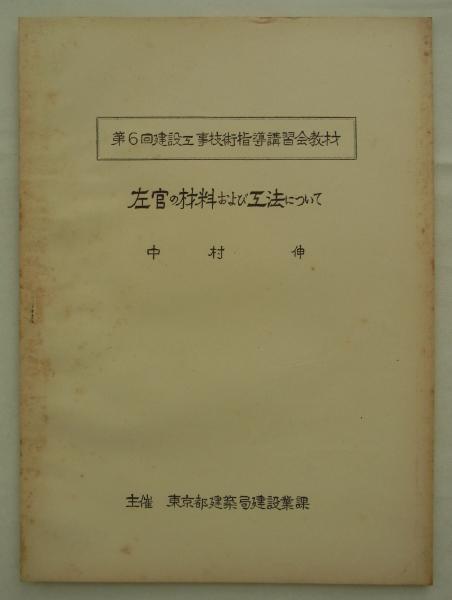 第6回建設工事技術指導講習会教材
左官の材料および工法について
中村伸
主催 東京都建築局建設業課